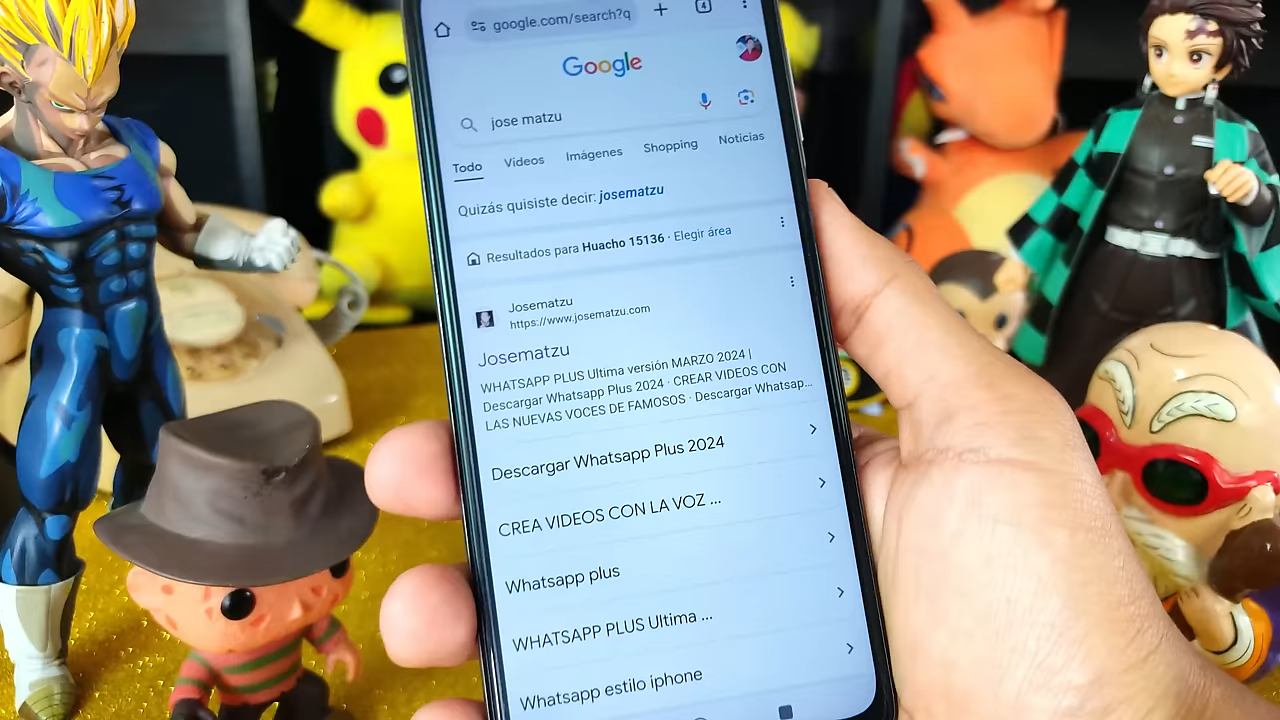 google.com/search?q
4
Google
jose matzu
Todo
Videos
Imágenes
Shopping
Noticias
Quizás quisiste decir: josematzu
Resultados para Huacho 15136 · Elegir área
Josematzu
https://www.josematzu.com
Josematzu
WHATSAPP PLUS Ultima versión MARZO 2024 |
Descargar Whatsapp Plus 2024 · CREAR VIDEOS CON
LAS NUEVAS VOCES DE FAMOSOS · Descargar Whatsap...
Descargar Whatsapp Plus 2024
CREA VIDEOS CON LA VOZ ...
Whatsapp plus
WHATSAPP PLUS Ultima ...
Whatsapp estilo iphone